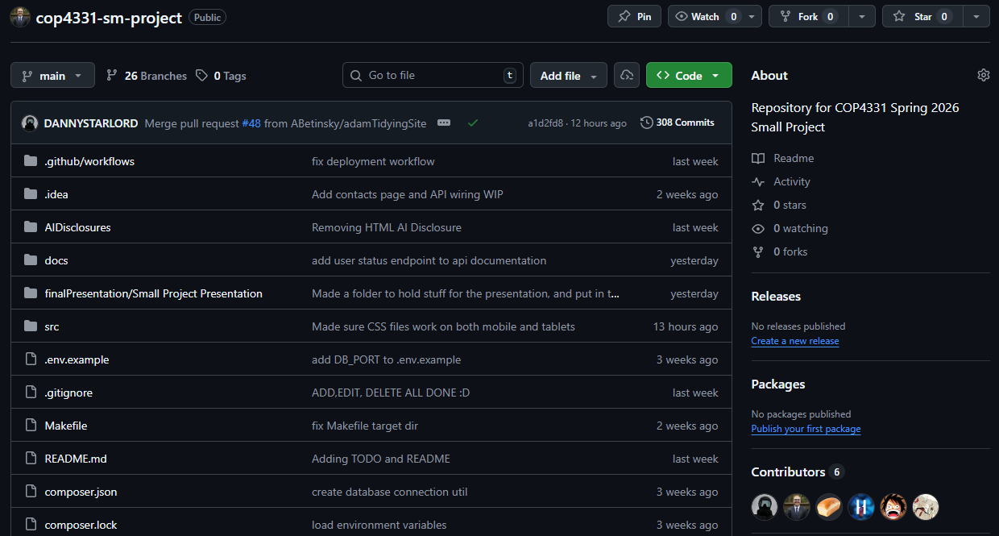 cop4331-sm-project Public
Pin Watch 0 Fork 0 Star 0
main 26 Branches 0 Tags Go to file t Add file Code
DANNYSTARLORD Merge pull request #48 from ABetinsky/adamTidyingSite a1d2fd8 · 12 hours ago 308 Commits
.github/workflows fix deployment workflow last week
.idea Add contacts page and API wiring WIP 2 weeks ago
AIDisclosures Removing HTML AI Disclosure last week
docs add user status endpoint to api documentation yesterday
finalPresentation/Small Project Presentation Made a folder to hold stuff for the presentation, and put in t... yesterday
src Made sure CSS files work on both mobile and tablets 13 hours ago
.env.example add DB_PORT to .env.example 3 weeks ago
.gitignore ADD,EDIT, DELETE ALL DONE :D last week
Makefile fix Makefile target dir 2 weeks ago
README.md Adding TODO and README last week
composer.json create database connection util 3 weeks ago
composer.lock load environment variables 3 weeks ago
About
Repository for COP4331 Spring 2026
Small Project
Readme
Activity
0 stars
0 watching
0 forks
Releases
No releases published
Create a new release
Packages
No packages published
Publish your first package
Contributors 6